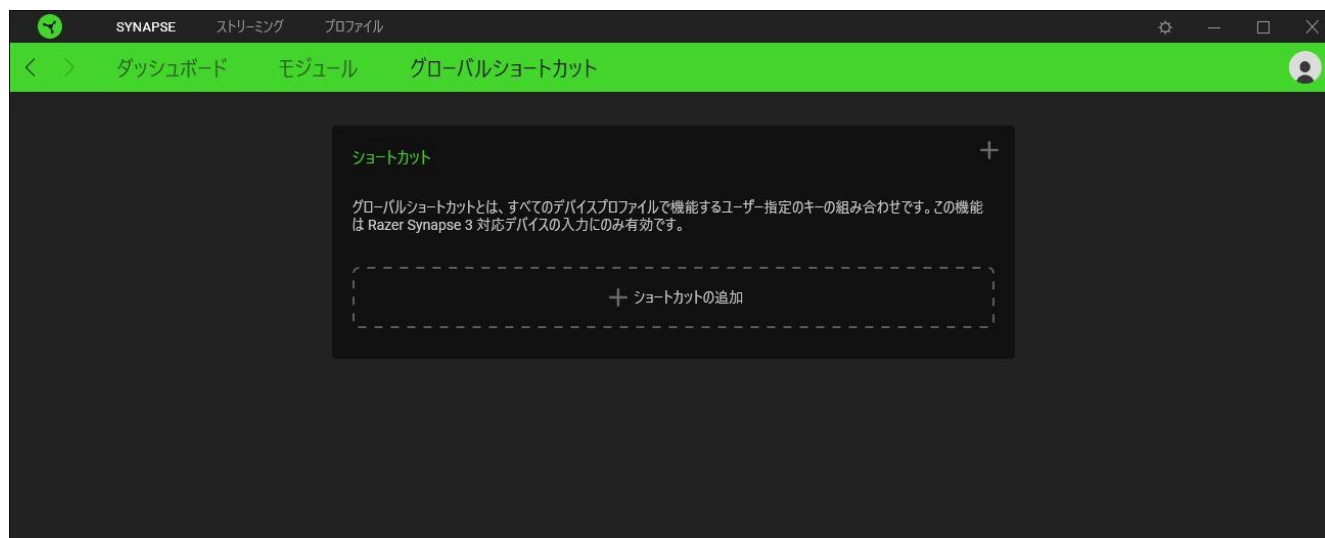 SYNAPSE ストリーミング プロファイル
ダッシュボード モジュール グローバルショートカット
ショートカット
グローバルショートカットとは、すべてのデバイスプロファイルで機能するユーザー指定のキーの組み合わせです。この機能
は Razer Synapse 3 対応デバイスの入力にのみ有効です。
ショートカットの追加